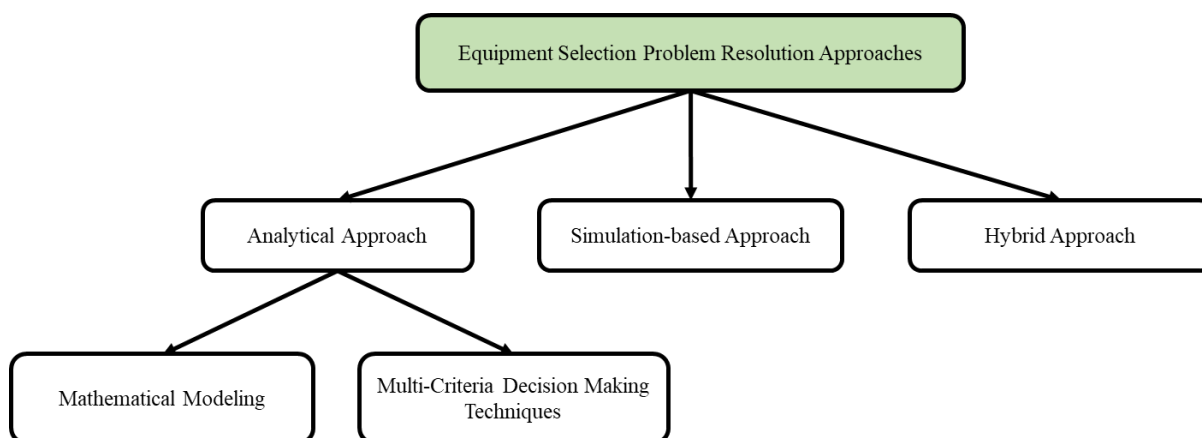 Equipment Selection Problem Resolution Approaches
Analytical Approach
Simulation-based Approach
Hybrid Approach
Mathematical Modeling
Multi-Criteria Decision Making
Techniques